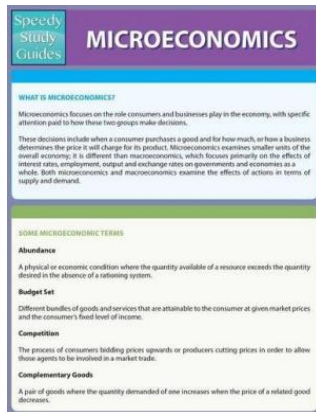 Speedy
Study
Guides
MICROECONOMICS
WHAT IS MICROECONOMICS?
Microeconomics focuses on the role consumers and businesses play in the economy, with specific
attention paid to how these two groups make decisions.
These decisions include when a consumer purchases a good and for how much, or how a business
determines the price it will charge for its product. Microeconomics examines smaller units of the
overall economy; it is different than macroeconomics, which focuses primarily on the effects of
interest rates, employment, output and exchange rates on governments and economies as a
whole. Both microeconomics and macroeconomics examine the effects of actions in terms of
supply and demand.
SOME MICROECONOMIC TERMS
Abundance
A physical or economic condition where the quantity available of a resource exceeds the quantity
desired in the absence of a rationing system.
Budget Set
Different bundles of goods and services that are attainable to the consumer at given market prices
and the consumer's fixed level of income.
Competition
The process of consumers bidding prices upwards or producers cutting prices in order to allow
those agents to be involved in a market trade.
Complementary Goods
A pair of goods where the quantity demanded of one increases when the price of a related good
decreases.